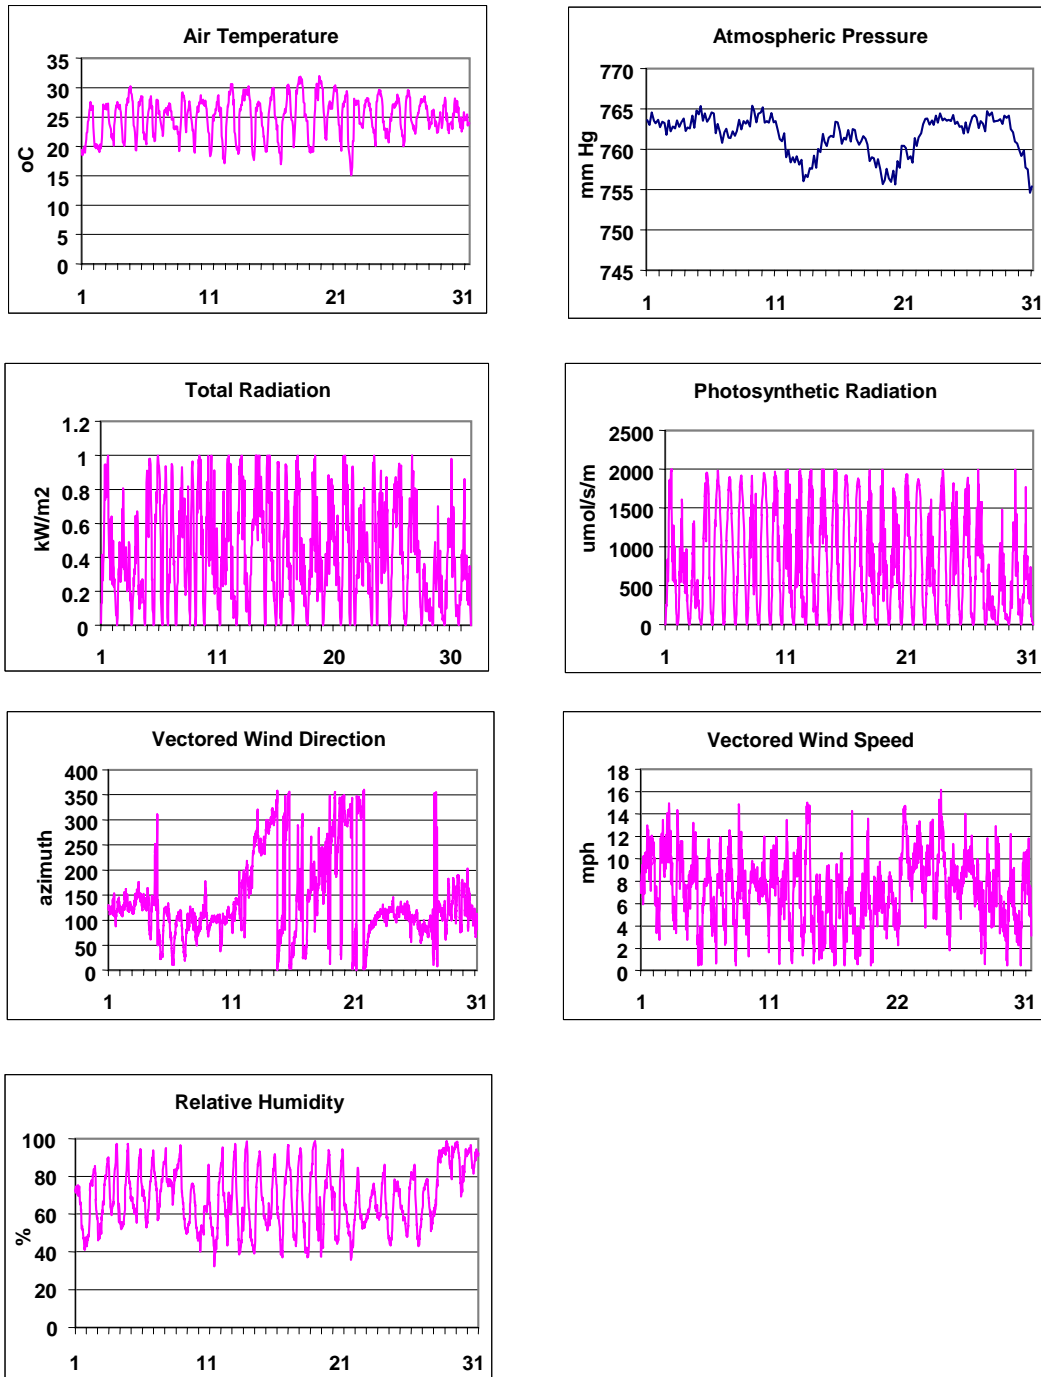 Air Temperature
35
30
25
20
15
10
5
0
oC
1 11 21 31
Atmospheric Pressure
770
765
760
755
750
745
mm Hg
1 11 21 31
Total Radiation
1.2
1
0.8
0.6
0.4
0.2
0
kW/m2
1 11 20 30
Photosynthetic Radiation
2500
2000
1500
1000
500
0
umol/s/m
1 11 21 31
Vectored Wind Direction
400
350
300
250
200
150
100
50
0
azimuth
1 11 21 31
Vectored Wind Speed
18
16
14
12
10
8
6
4
2
0
mph
1 11 22 31
Relative Humidity
100
80
60
40
20
0
%
1 11 21 31